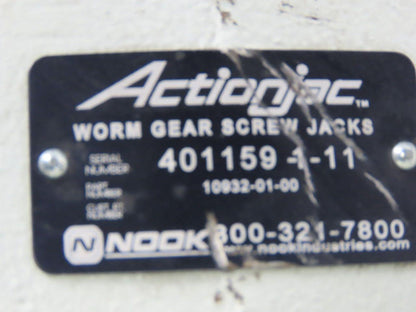 Actionjac™
WORM GEAR SCREW JACKS
SERIAL NUMBER 401159-1-11
PART NUMBER 10932-01-00
CUST. ID NUMBER
N NOOK 800-321-7800
www.nookindustries.com